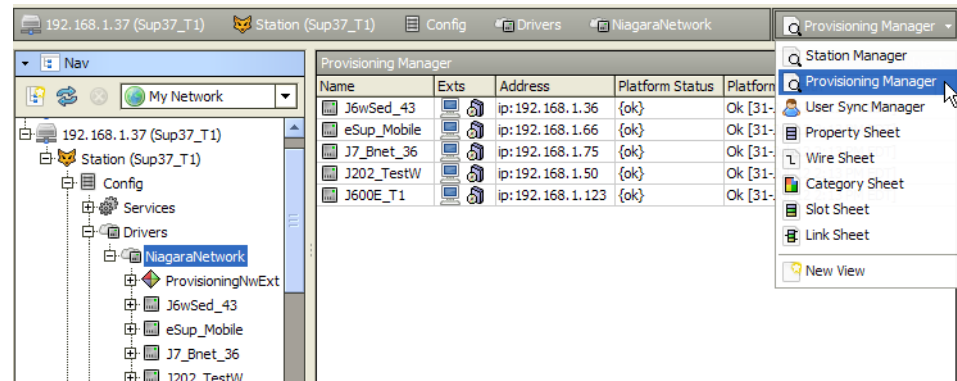 192.168.1.37 (Sup37_T1) Station (Sup37_T1) Config Drivers NiagaraNetwork Provisioning Manager
Nav
My Network
192.168.1.37 (Sup37_T1)
Station (Sup37_T1)
Config
Services
Drivers
NiagaraNetwork
ProvisioningNwExt
J6wSed_43
eSup_Mobile
J7_Bnet_36
J202_TestW
Provisioning Manager
Name Exts Address Platform Status Platform
J6wSed_43 ip:192.168.1.36 {ok} Ok [31-
eSup_Mobile ip:192.168.1.66 {ok} Ok [31-
J7_Bnet_36 ip:192.168.1.75 {ok} Ok [31-
J202_TestW ip:192.168.1.50 {ok} Ok [31-
J600E_T1 ip:192.168.1.123 {ok} Ok [31-
Station Manager
Provisioning Manager
User Sync Manager
Property Sheet
Wire Sheet
Category Sheet
Slot Sheet
Link Sheet
New View